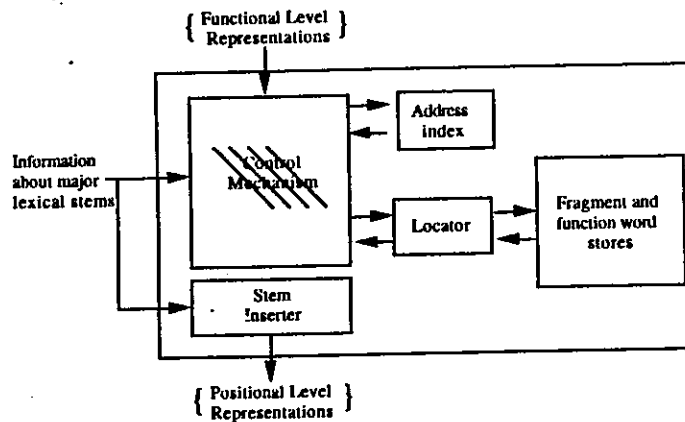 { Functional Level }
Representations
Address
index
Information
about major
lexical stems
Control
Mechanism
Locator
Fragment and
function word
stores
Stem
Inserter
{ Positional Level }
Representations